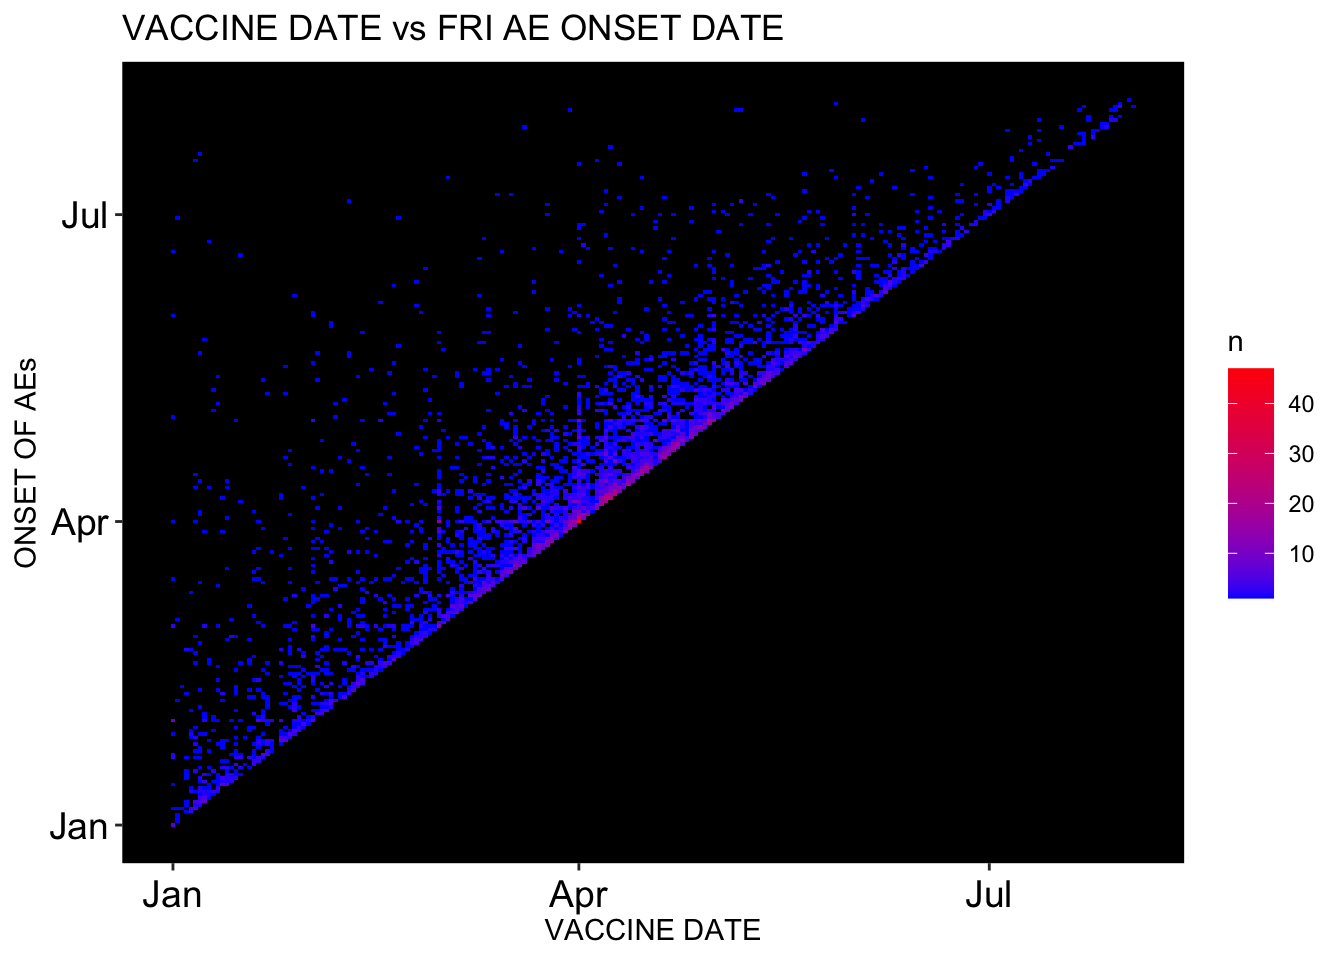 VACCINE DATE vs FRI AE ONSET DATE
ONSET OF AEs
Jul
Apr
Jan
Jan
Apr
Jul
VACCINE DATE
n
40
30
20
10